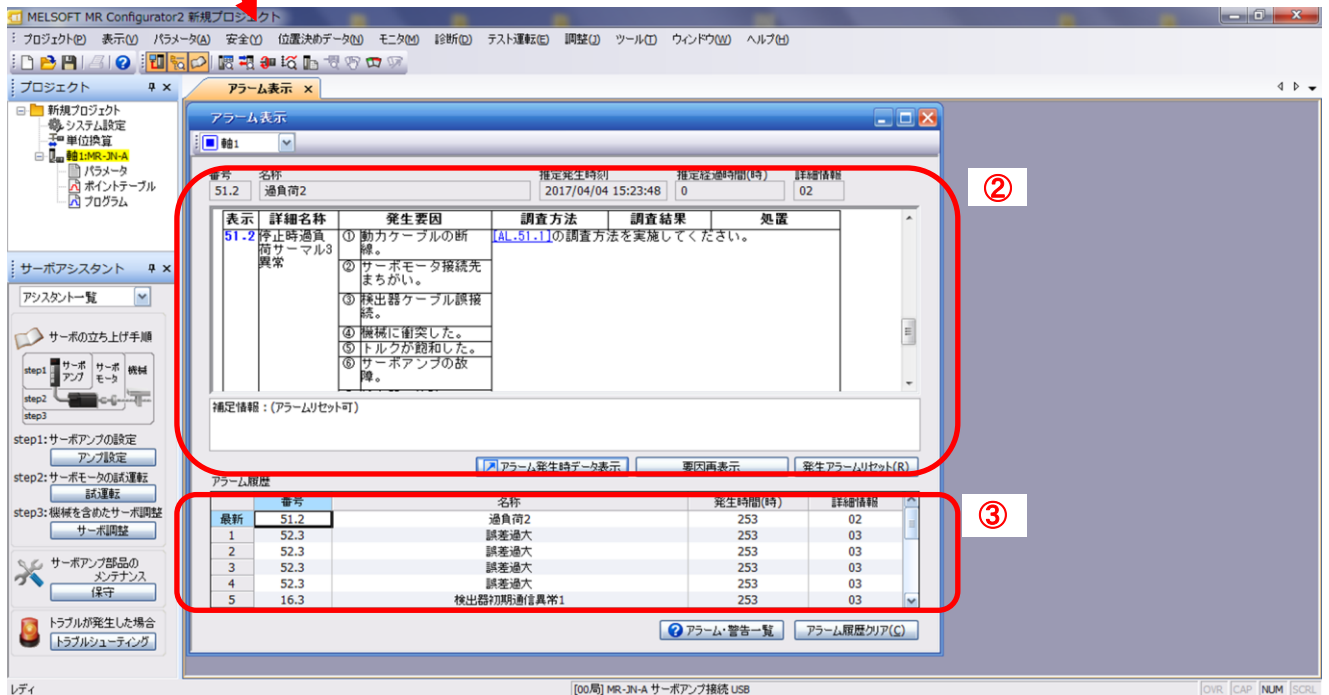 MELSOFT MR Configurator2 新規プロジェクト
プロジェクト(P) 表示(V) パラメータ(A) 安全(Y) 位置決めデータ(N) モニタ(M) 診断(D) テスト運転(E) 調整(J) ツール(T) ウィンドウ(W) ヘルプ(H)
プロジェクト
新規プロジェクト
システム設定
単位換算
軸1:MR-JN-A
パラメータ
ポイントテーブル
プログラム
サーボアシスタント
アシスタント一覧
サーボの立ち上げ手順
step1 サーボアンプ サーボモータ 機械
step2
step3
step1:サーボアンプの設定
アンプ設定
step2:サーボモータの試運転
試運転
step3:機械を含めたサーボ調整
サーボ調整
サーボアンプ部品の
メンテナンス
保守
トラブルが発生した場合
トラブルシューティング
アラーム表示 ×
アラーム表示
軸1
番号 名称 推定発生時刻 推定経過時間(時) 詳細情報
51.2 過負荷2 2017/04/04 15:23:48 0 02
②
表示 詳細名称 発生要因 調査方法 調査結果 処置
51.2 停止時過負荷サーマル3異常
① 動力ケーブルの断線。
[AL.51.1]の調査方法を実施してください。
② サーボモータ接続先まちがい。
③ 検出器ケーブル誤接続。
④ 機械に衝突した。
⑤ トルクが飽和した。
⑥ サーボアンプの故障。
補足情報:(アラームリセット可)
アラーム発生時データ表示 要因再表示 発生アラームリセット(R)
アラーム履歴
③
番号 名称 発生時間(時) 詳細情報
最新 51.2 過負荷2 253 02
1 52.3 誤差過大 253 03
2 52.3 誤差過大 253 03
3 52.3 誤差過大 253 03
4 52.3 誤差過大 253 03
5 16.3 検出器初期通信異常1 253 03
アラーム・警告一覧 アラーム履歴クリア(C)
レディ [00局] MR-JN-A サーボアンプ接続 USB OVR CAP NUM SCRL